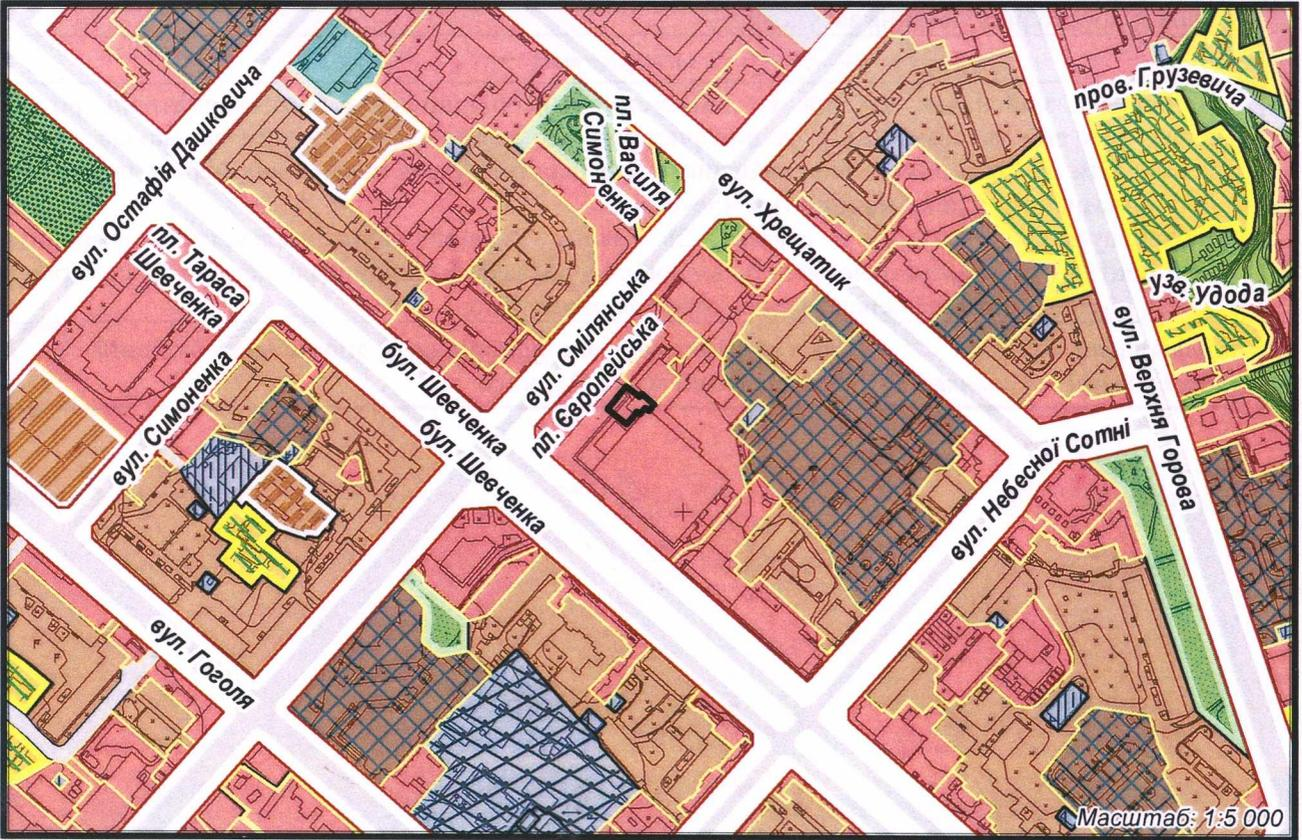 пров. Грузевича
вул. Остафія Дашковича
пл. Василя
Симоненка
вул. Хрещатик
пл. Тараса
Шевченка
узв. Удода
вул. Смілянська
пл. Європейська
вул. Верхня Горова
бул. Шевченка
бул. Шевченка
вул. Симоненка
вул. Небесної Сотні
вул. Гоголя
Масштаб: 1:5 000